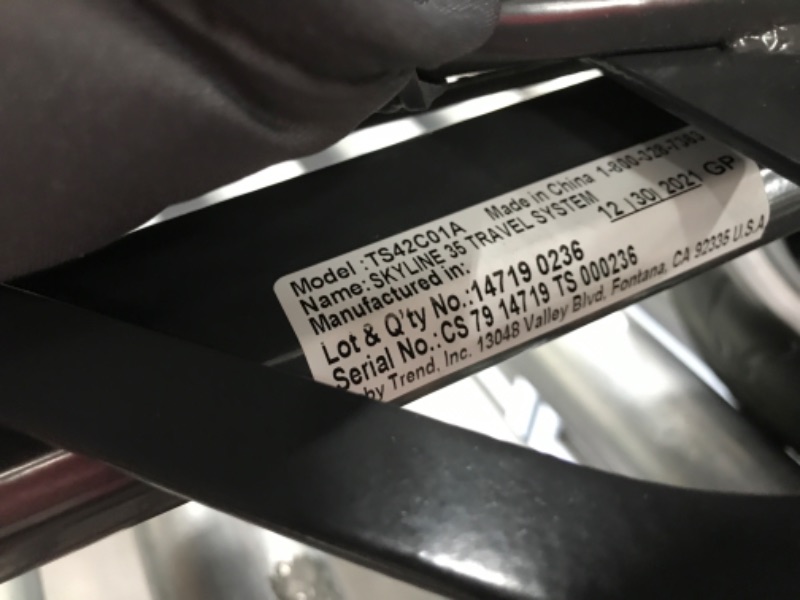 Model :TS42C01A Made in China 1-800-328-7363
Name: SKYLINE 35 TRAVEL SYSTEM
Manufactured in: 12 | 30 | 2021 GP
Lot & Q'ty No.:14719 0236
Serial No.:CS 79 14719 TS 000236
by Trend, Inc. 13048 Valley Blvd, Fontana, CA 92335 U.S.A